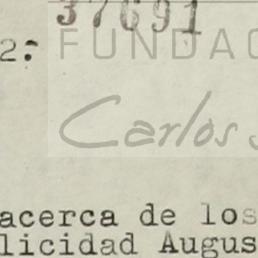 37691
2:
FUNDAC
Carlos S
acerca de los
licidad Augus